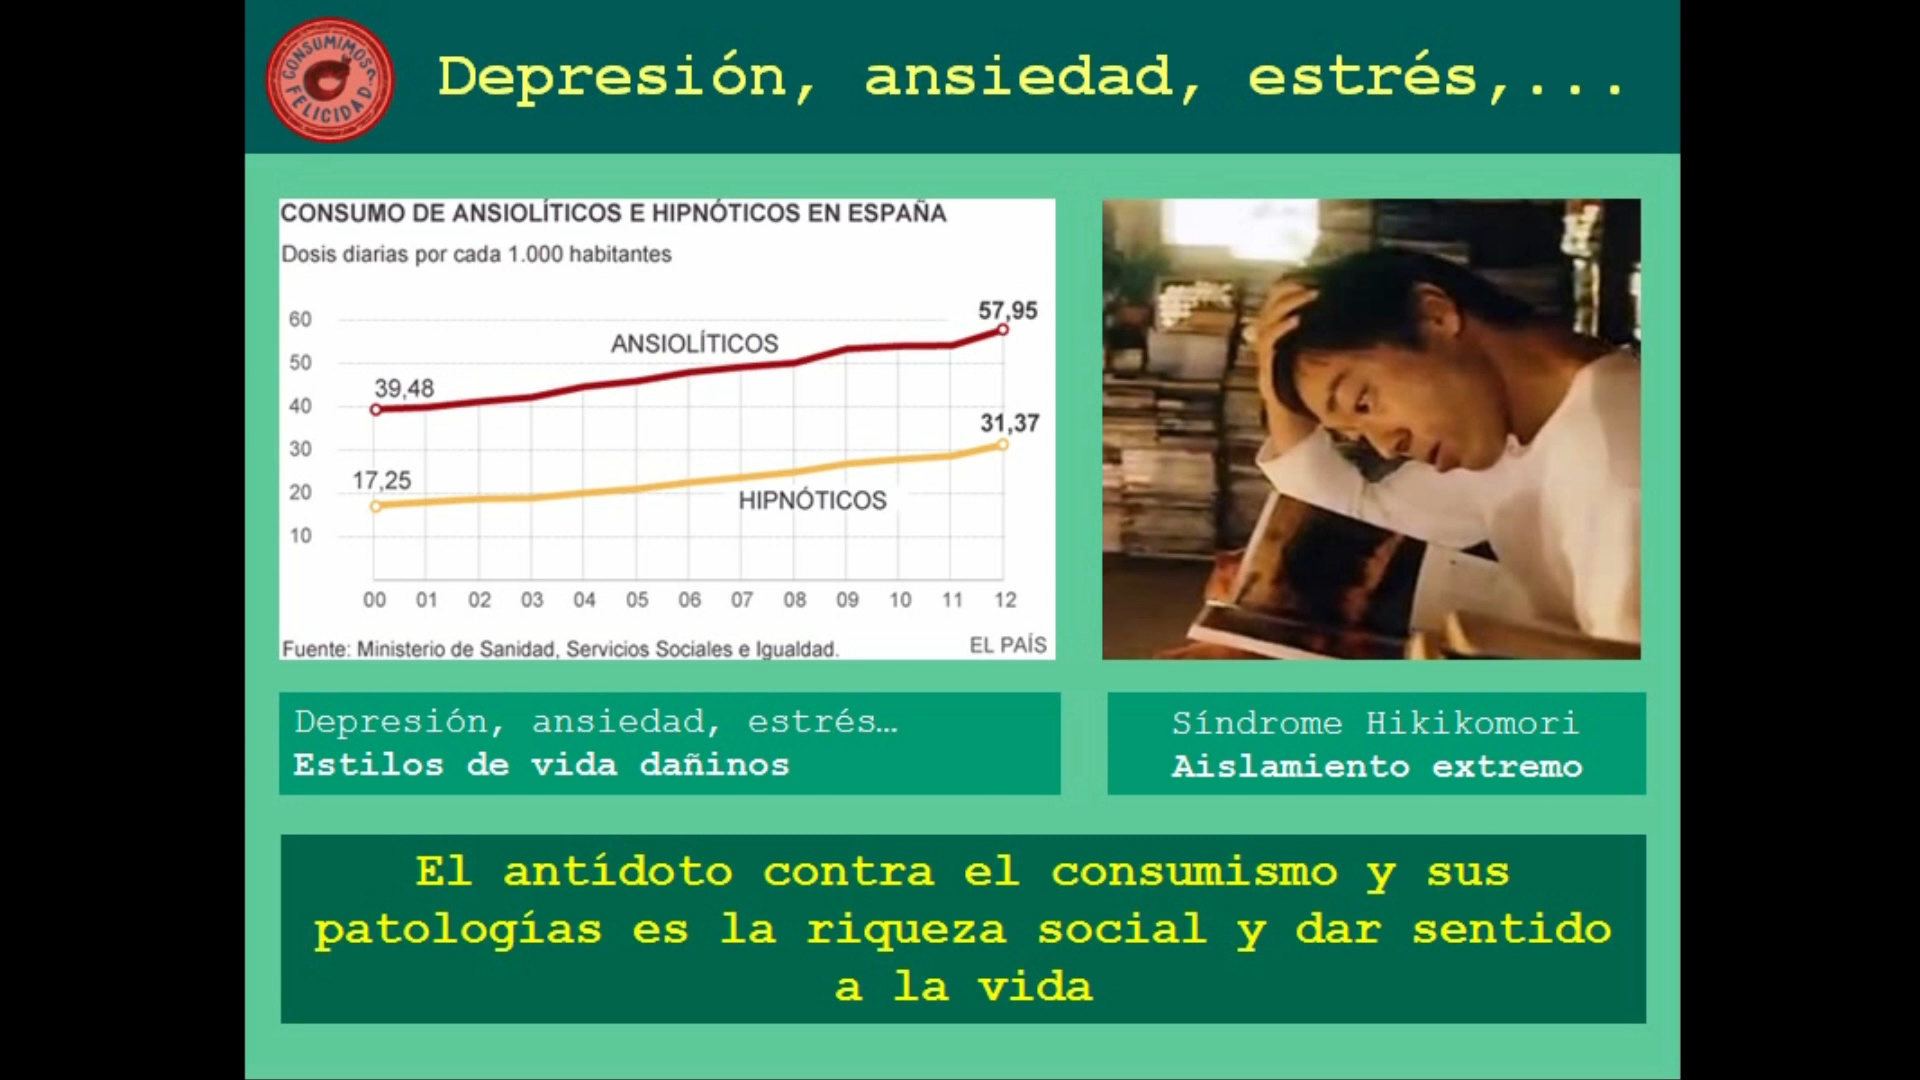 CONSUMIMOS
FELICIDAD?
Depresión, ansiedad, estrés,...
CONSUMO DE ANSIOLÍTICOS E HIPNÓTICOS EN ESPAÑA
Dosis diarias por cada 1.000 habitantes
60
50
40
30
20
10
39,48
ANSIOLÍTICOS
57,95
17,25
HIPNÓTICOS
31,37
00 01 02 03 04 05 06 07 08 09 10 11 12
Fuente: Ministerio de Sanidad, Servicios Sociales e Igualdad.
EL PAÍS
Depresión, ansiedad, estrés…
Estilos de vida dañinos
Síndrome Hikikomori
Aislamiento extremo
El antídoto contra el consumismo y sus
patologías es la riqueza social y dar sentido
a la vida